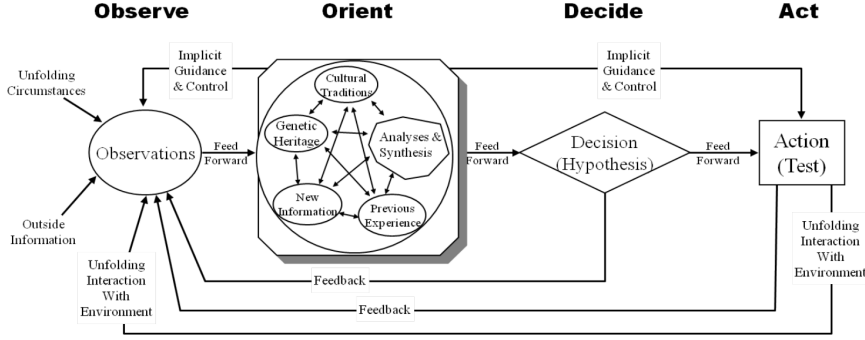 Observe
Orient
Decide
Act
Implicit
Guidance
& Control
Implicit
Guidance
& Control
Unfolding
Circumstances
Cultural
Traditions
Genetic
Heritage
Analyses &
Synthesis
New
Information
Previous
Experience
Observations
Feed
Forward
Feed
Forward
Decision
(Hypothesis)
Feed
Forward
Action
(Test)
Outside
Information
Unfolding
Interaction
With
Environment
Unfolding
Interaction
With
Environment
Feedback
Feedback